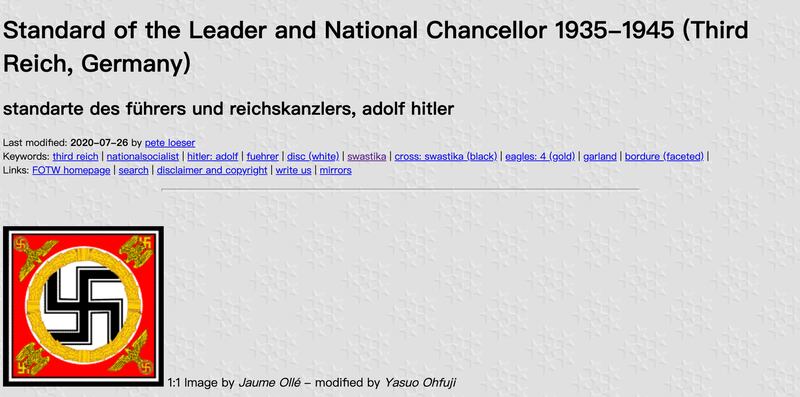 Standard of the Leader and National Chancellor 1935-1945 (Third
Reich, Germany)
standarte des führers und reichskanzlers, adolf hitler
Last modified: 2020-07-26 by pete loeser
Keywords: third reich | nationalsocialist | hitler: adolf | fuehrer | disc (white) | swastika | cross: swastika (black) | eagles: 4 (gold) | garland | bordure (faceted) |
Links: FOTW homepage | search | disclaimer and copyright | write us | mirrors
1:1 Image by Jaume Ollé – modified by Yasuo Ohfuji